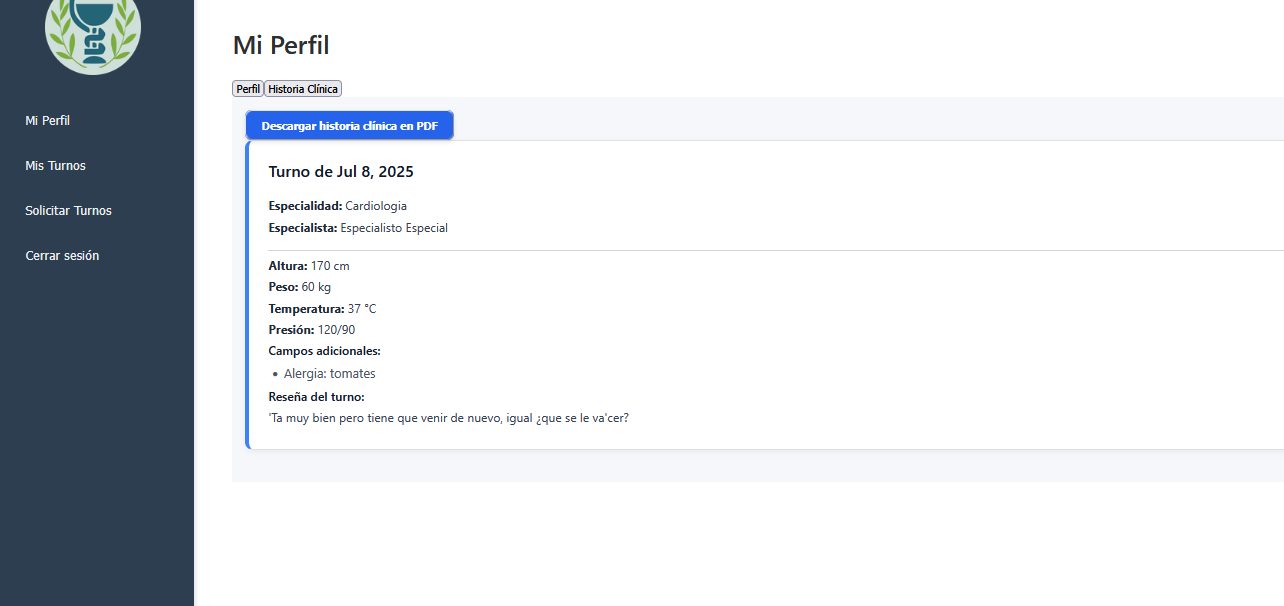 Mi Perfil
Mis Turnos
Solicitar Turnos
Cerrar sesión
Mi Perfil
Perfil Historia Clínica
Descargar historia clínica en PDF
Turno de Jul 8, 2025
Especialidad: Cardiologia
Especialista: Especialisto Especial
Altura: 170 cm
Peso: 60 kg
Temperatura: 37 °C
Presión: 120/90
Campos adicionales:
• Alergia: tomates
Reseña del turno:
'Ta muy bien pero tiene que venir de nuevo, igual ¿que se le va'cer?